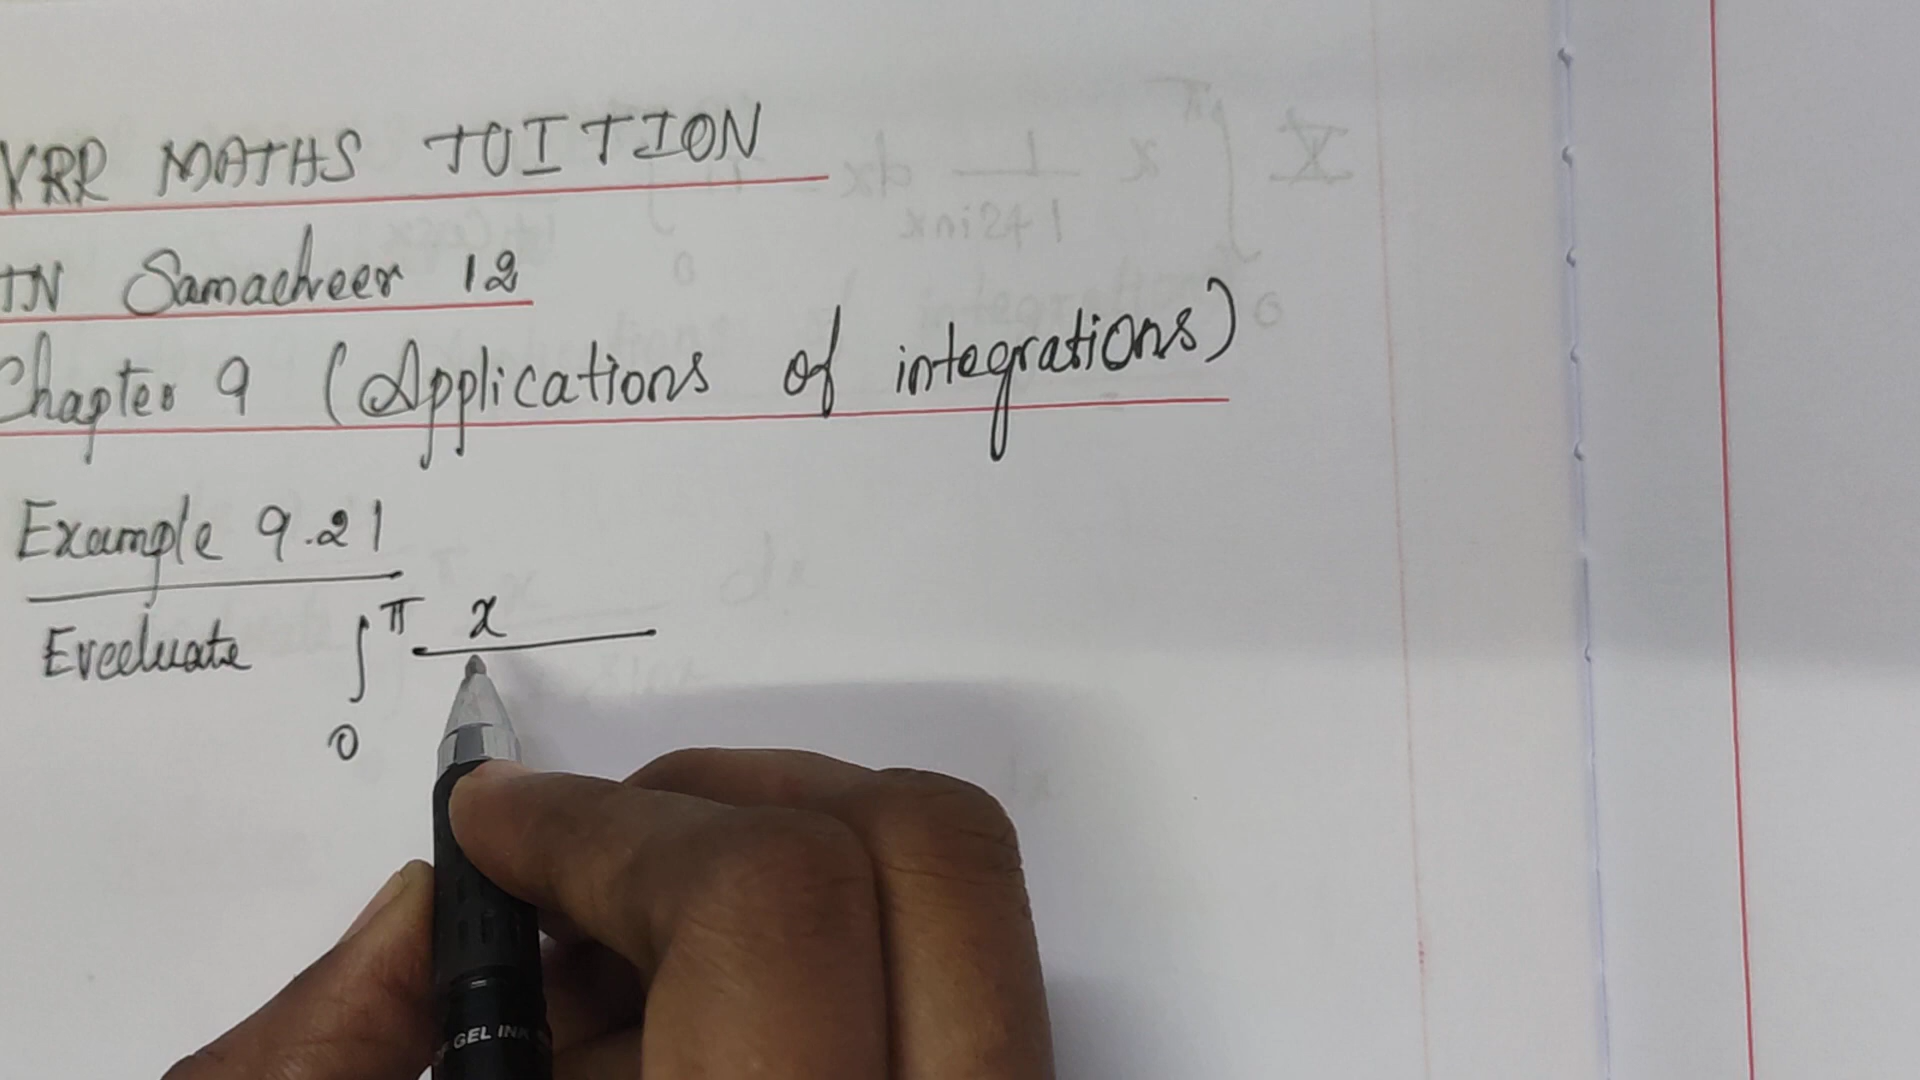 VRR MATHS TUITION
TN Samacheer 12
Chapter 9 (Applications of integrations)
Example 9.21
Evaluate ∫₀^π x
GEL INK